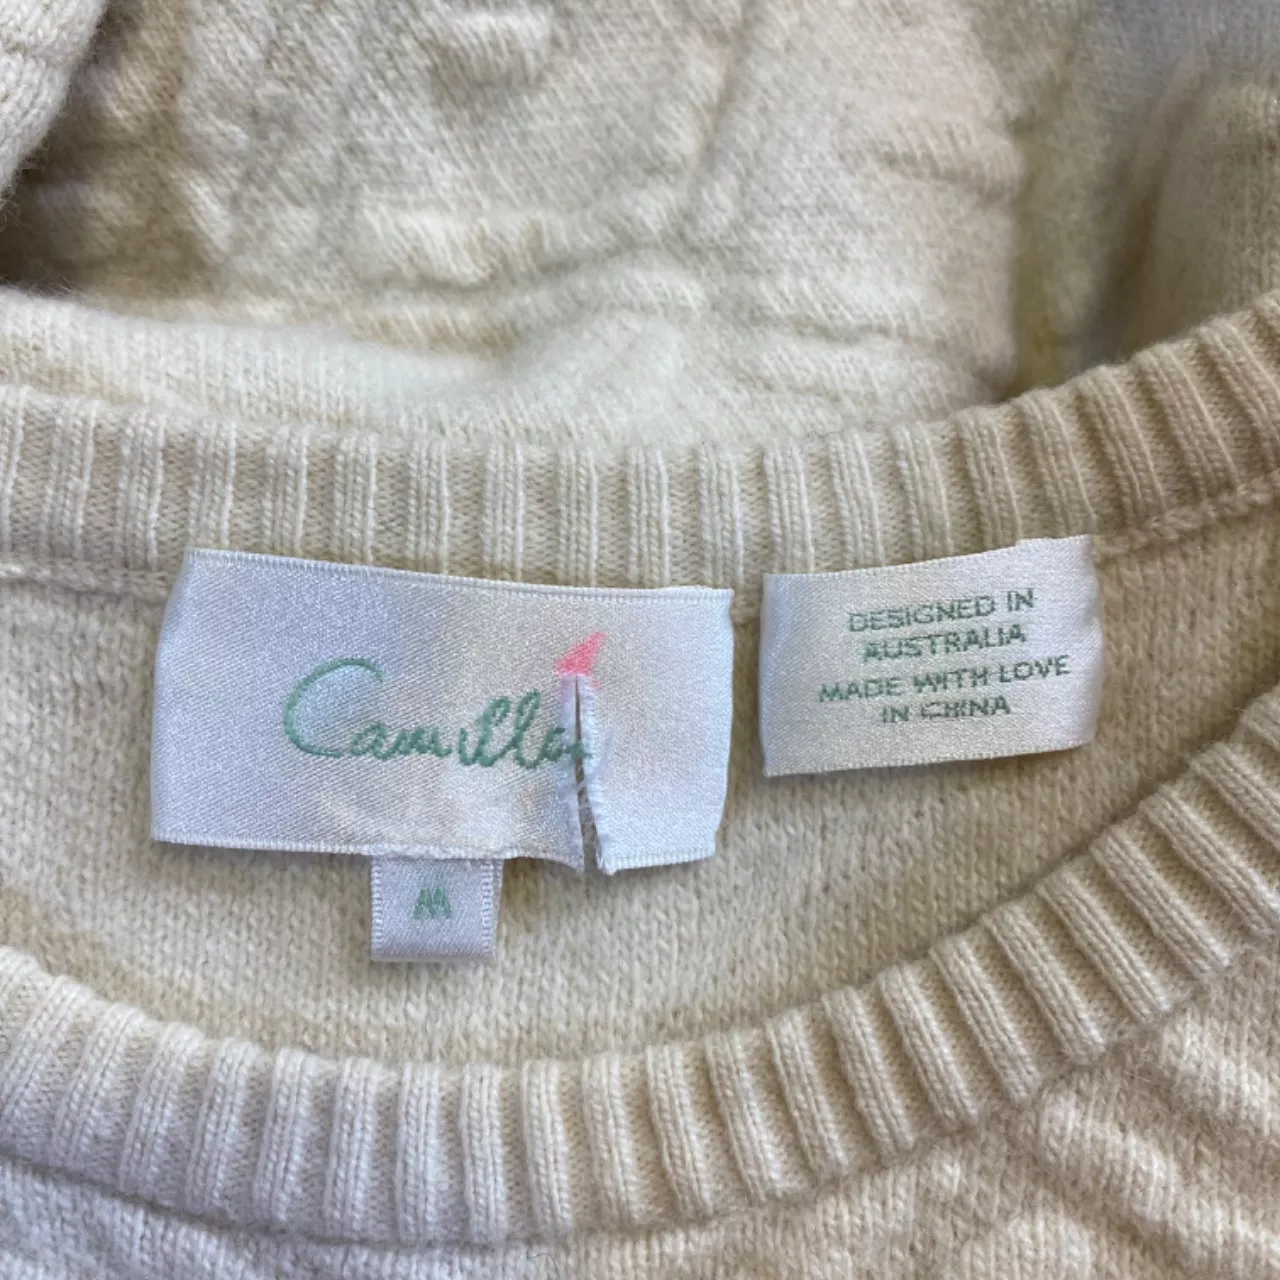 Camilla
M
DESIGNED IN
AUSTRALIA
MADE WITH LOVE
IN CHINA